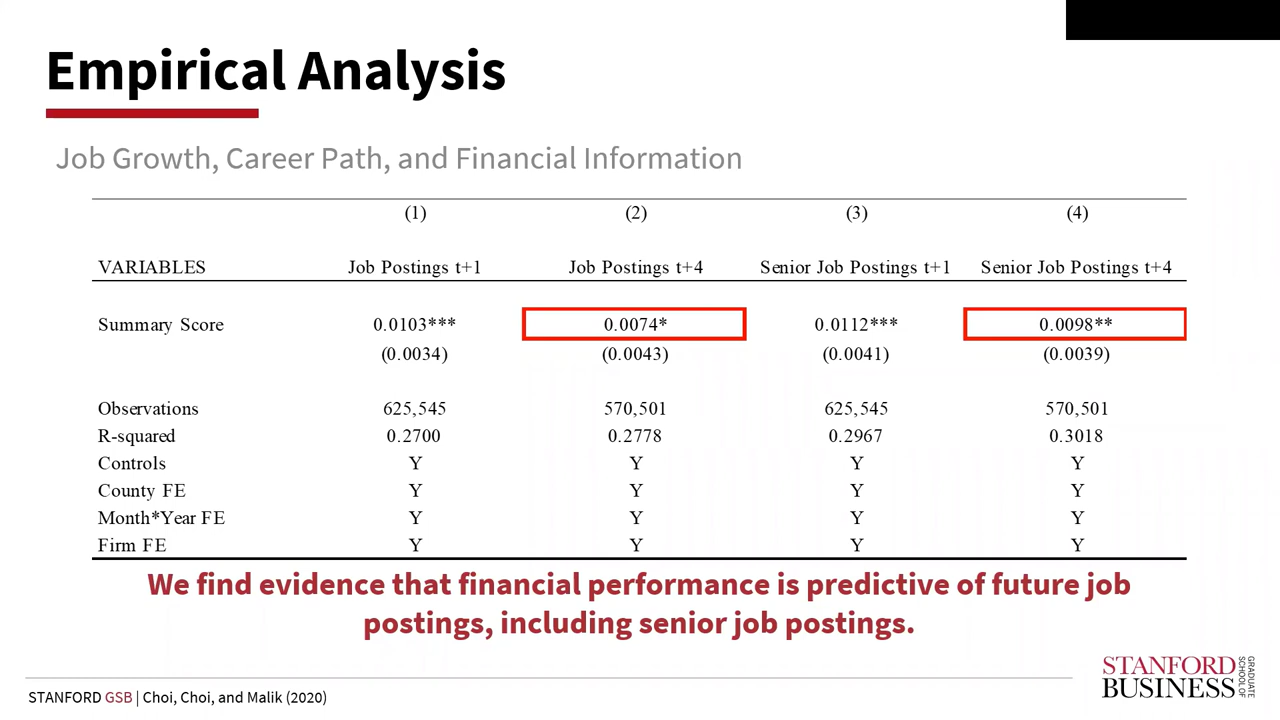 Empirical Analysis
Job Growth, Career Path, and Financial Information
(1) (2) (3) (4)
VARIABLES Job Postings t+1 Job Postings t+4 Senior Job Postings t+1 Senior Job Postings t+4
Summary Score 0.0103*** 0.0074* 0.0112*** 0.0098**
(0.0034) (0.0043) (0.0041) (0.0039)
Observations 625,545 570,501 625,545 570,501
R-squared 0.2700 0.2778 0.2967 0.3018
Controls Y Y Y Y
County FE Y Y Y Y
Month*Year FE Y Y Y Y
Firm FE Y Y Y Y
We find evidence that financial performance is predictive of future job
postings, including senior job postings.
STANFORD GSB | Choi, Choi, and Malik (2020)
STANFORD
BUSINESS
GRADUATE
SCHOOL OF